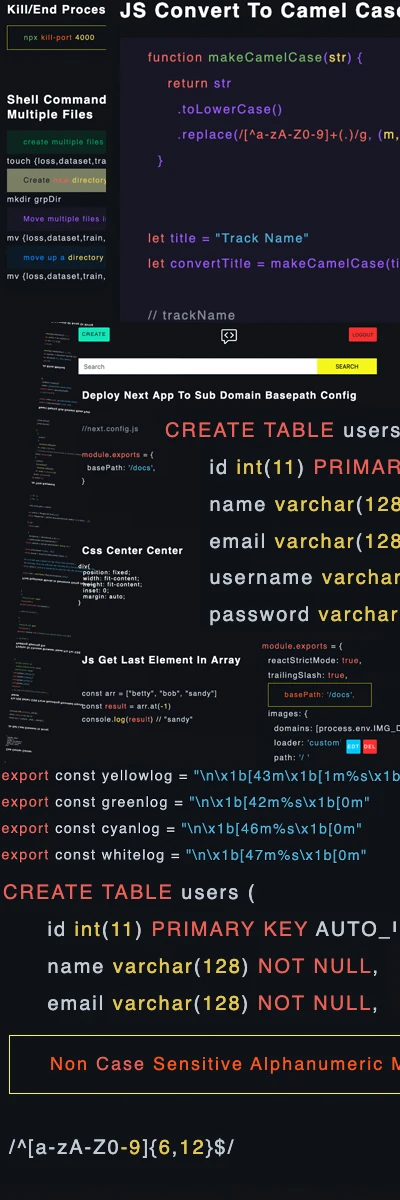 Kill/End Proces
npx kill-port 4000
Shell Command
Multiple Files
create multiple files
touch {loss,dataset,tra
Create new directory
mkdir grpDir
Move multiple files i
mv {loss,dataset,train,
move up a directory
mv {loss,dataset,train,
JS Convert To Camel Case
function makeCamelCase(str) {
return str
.toLowerCase()
.replace(/[^a-zA-Z0-9]+(.)/g, (m,
}
let title = "Track Name"
let convertTitle = makeCamelCase(ti
// trackName
CREATE
LOGOUT
Search
SEARCH
Deploy Next App To Sub Domain Basepath Config
//next.config.js
module.exports = {
basePath: '/docs',
}
CREATE TABLE users
id int(11) PRIMAR
name varchar(128
email varchar(128
username varchar
password varchar
Css Center Center
div{
position: fixed;
width: fit-content;
height: fit-content;
inset: 0;
margin: auto;
}
Js Get Last Element In Array
const arr = ["betty", "bob", "sandy"]
const result = arr.at(-1)
console.log(result) // "sandy"
module.exports = {
reactStrictMode: true,
trailingSlash: true,
basePath: '/docs',
images: {
domains: [process.env.IMG_D
loader: 'custom'
EDT
DEL
path: '/ '
export const yellowlog = "\n\x1b[43m\x1b[1m%s\x1b
export const greenlog = "\n\x1b[42m%s\x1b[0m"
export const cyanlog = "\n\x1b[46m%s\x1b[0m"
export const whitelog = "\n\x1b[47m%s\x1b[0m"
CREATE TABLE users (
id int(11) PRIMARY KEY AUTO_I
name varchar(128) NOT NULL,
email varchar(128) NOT NULL,
Non Case Sensitive Alphanumeric M
/^[a-zA-Z0-9]{6,12}$/